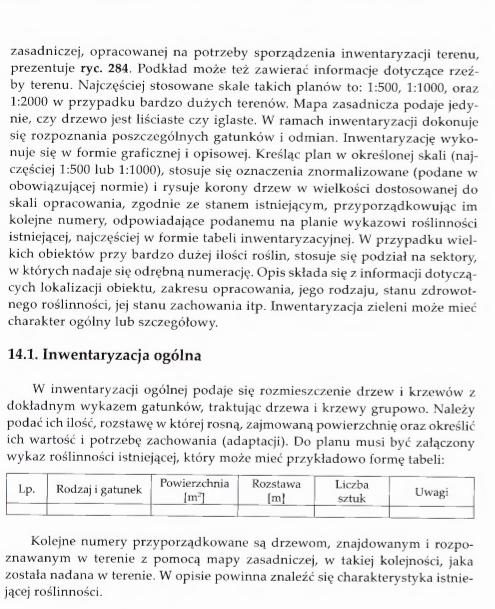 zasadniczej, opracowanej na potrzeby sporządzenia inwentaryzacji terenu,
prezentuje ryc. 284. Podkład może też zawierać informacje dotyczące rzeź-
by terenu. Najczęściej stosowane skale takich planów to: 1:500, 1:1000, oraz
1:2000 w przypadku bardzo dużych terenów. Mapa zasadnicza podaje jedy-
nie, czy drzewo jest liściaste czy iglaste. W ramach inwentaryzacji dokonuje
się rozpoznania poszczególnych gatunków i odmian. Inwentaryzację wyko-
nuje się w formie graficznej i opisowej. Kreśląc plan w określonej skali (naj-
częściej 1:500 lub 1:1000), stosuje się oznaczenia znormalizowane (podane w
obowiązującej normie) i rysuje korony drzew w wielkości dostosowanej do
skali opracowania, zgodnie ze stanem istniejącym, przyporządkowując im
kolejne numery, odpowiadające podanemu na planie wykazowi roślinności
istniejącej, najczęściej w formie tabeli inwentaryzacyjnej. W przypadku wiel-
kich obiektów przy bardzo dużej ilości roślin, stosuje się podział na sektory,
w których nadaje się odrębną numerację. Opis składa się z informacji dotyczą-
cych lokalizacji obiektu, zakresu opracowania, jego rodzaju, stanu zdrowot-
nego roślinności, jej stanu zachowania itp. Inwentaryzacja zieleni może mieć
charakter ogólny lub szczegółowy.
14.1. Inwentaryzacja ogólna
W inwentaryzacji ogólnej podaje się rozmieszczenie drzew i krzewów z
dokładnym wykazem gatunków, traktując drzewa i krzewy grupowo. Należy
podać ich ilość, rozstawę w której rosną, zajmowaną powierzchnię oraz określić
ich wartość i potrzebę zachowania (adaptacji). Do planu musi być załączony
wykaz roślinności istniejącej, który może mieć przykładowo formę tabeli:
Lp. Rodzaj i gatunek Powierzchnia [m²] Rozstawa [m] Liczba sztuk Uwagi
Kolejne numery przyporządkowane są drzewom, znajdowanym i rozpo-
znawanym w terenie z pomocą mapy zasadniczej, w takiej kolejności, jaka
została nadana w terenie. W opisie powinna znaleźć się charakterystyka istnie-
jącej roślinności.